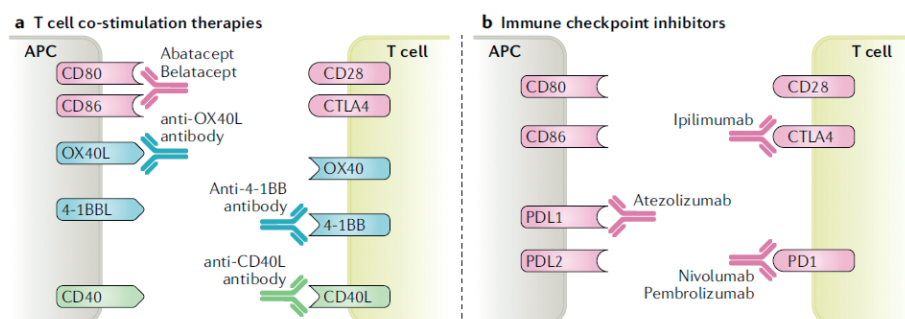 a T cell co-stimulation therapies
APC
T cell
CD80
CD86
Abatacept
Belatacept
CD28
CTLA4
anti-OX40L
antibody
OX40L
OX40
4-1BBL
Anti-4-1BB
antibody
4-1BB
anti-CD40L
antibody
CD40
CD40L
b Immune checkpoint inhibitors
APC
T cell
CD80
CD28
CD86
Ipilimumab
CTLA4
PDL1
Atezolizumab
PDL2
PD1
Nivolumab
Pembrolizumab